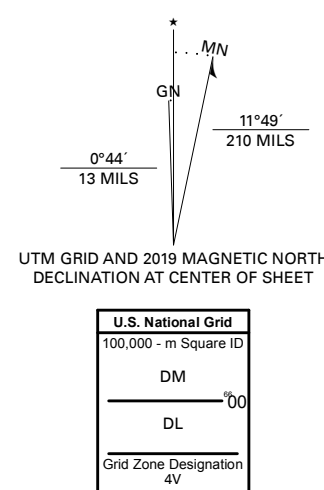 ★
MN
GN
11°49´
210 MILS
0°44´
13 MILS
UTM GRID AND 2019 MAGNETIC NORTH
DECLINATION AT CENTER OF SHEET
U.S. National Grid
100,000 - m Square ID
DM
⁶⁶00
DL
Grid Zone Designation
4V